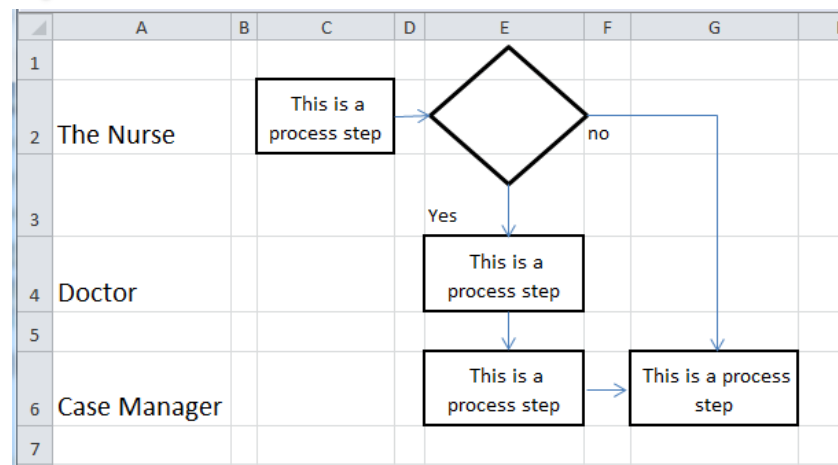 A B C D E F G
1
This is a
process step
2 The Nurse
no
3
Yes
This is a
process step
4 Doctor
5
This is a
process step
This is a process
step
6 Case Manager
7